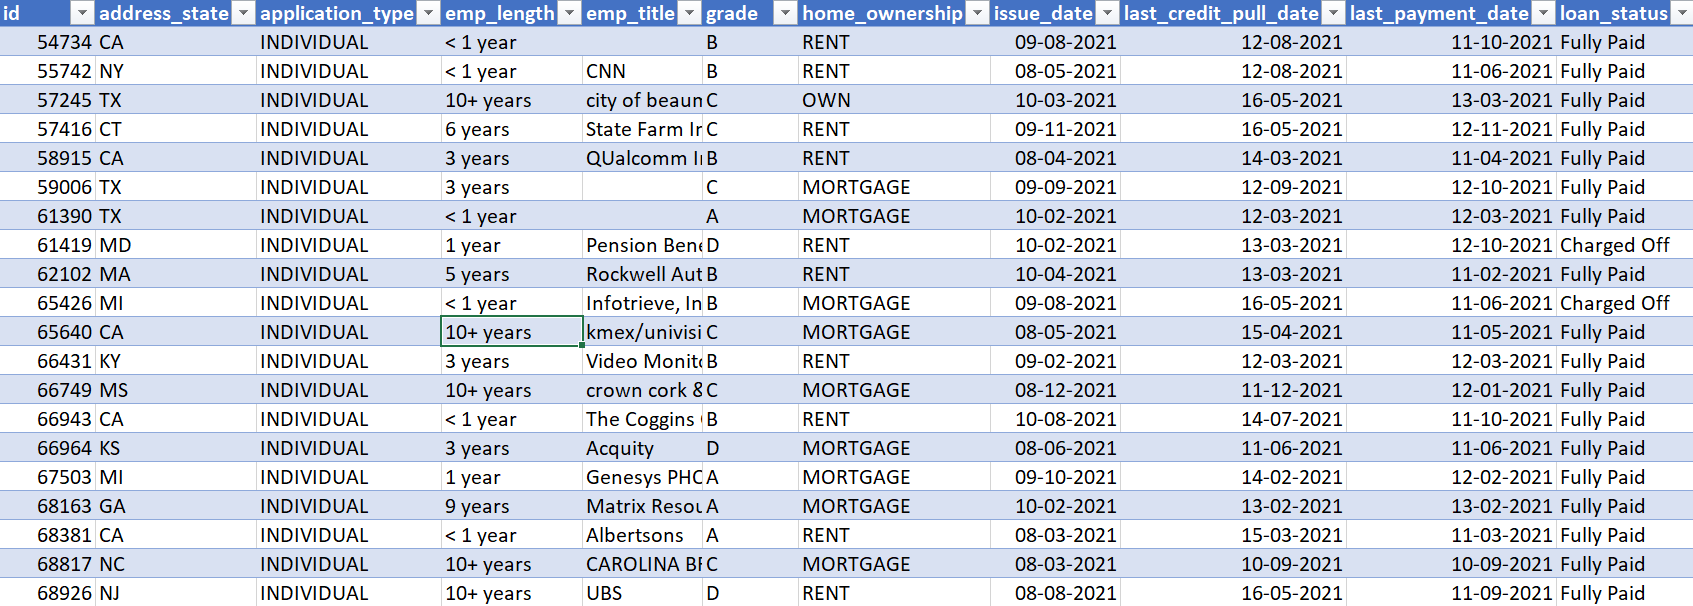 id address_state application_type emp_length emp_title grade home_ownership issue_date last_credit_pull_date last_payment_date loan_status
54734 CA INDIVIDUAL < 1 year B RENT 09-08-2021 12-08-2021 11-10-2021 Fully Paid
55742 NY INDIVIDUAL < 1 year CNN B RENT 08-05-2021 12-08-2021 11-06-2021 Fully Paid
57245 TX INDIVIDUAL 10+ years city of beaum C OWN 10-03-2021 16-05-2021 13-03-2021 Fully Paid
57416 CT INDIVIDUAL 6 years State Farm In C RENT 09-11-2021 16-05-2021 12-11-2021 Fully Paid
58915 CA INDIVIDUAL 3 years QUalcomm In B RENT 08-04-2021 14-03-2021 11-04-2021 Fully Paid
59006 TX INDIVIDUAL 3 years C MORTGAGE 09-09-2021 12-09-2021 12-10-2021 Fully Paid
61390 TX INDIVIDUAL < 1 year A MORTGAGE 10-02-2021 12-03-2021 12-03-2021 Fully Paid
61419 MD INDIVIDUAL 1 year Pension Bene D RENT 10-02-2021 13-03-2021 12-10-2021 Charged Off
62102 MA INDIVIDUAL 5 years Rockwell Aut B RENT 10-04-2021 13-03-2021 11-02-2021 Fully Paid
65426 MI INDIVIDUAL < 1 year Infotrieve, In B MORTGAGE 09-08-2021 16-05-2021 11-06-2021 Charged Off
65640 CA INDIVIDUAL 10+ years kmex/univisi C MORTGAGE 08-05-2021 15-04-2021 11-05-2021 Fully Paid
66431 KY INDIVIDUAL 3 years Video Monito B RENT 09-02-2021 12-03-2021 12-03-2021 Fully Paid
66749 MS INDIVIDUAL 10+ years crown cork & C MORTGAGE 08-12-2021 11-12-2021 12-01-2021 Fully Paid
66943 CA INDIVIDUAL < 1 year The Coggins B RENT 10-08-2021 14-07-2021 11-10-2021 Fully Paid
66964 KS INDIVIDUAL 3 years Acquity D MORTGAGE 08-06-2021 11-06-2021 11-06-2021 Fully Paid
67503 MI INDIVIDUAL 1 year Genesys PHC A MORTGAGE 09-10-2021 14-02-2021 12-02-2021 Fully Paid
68163 GA INDIVIDUAL 9 years Matrix Resou A MORTGAGE 10-02-2021 13-02-2021 13-02-2021 Fully Paid
68381 CA INDIVIDUAL < 1 year Albertsons A RENT 08-03-2021 15-03-2021 11-03-2021 Fully Paid
68817 NC INDIVIDUAL 10+ years CAROLINA C MORTGAGE 08-03-2021 10-09-2021 10-09-2021 Fully Paid
68926 NJ INDIVIDUAL 10+ years UBS D RENT 08-08-2021 16-05-2021 11-09-2021 Fully Paid